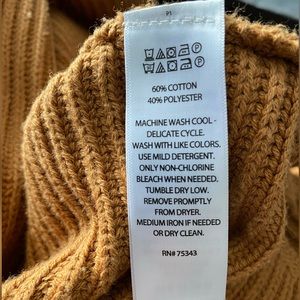 P1
60% COTTON
40% POLYESTER
MACHINE WASH COOL -
DELICATE CYCLE.
WASH WITH LIKE COLORS.
USE MILD DETERGENT.
ONLY NON-CHLORINE
BLEACH WHEN NEEDED.
TUMBLE DRY LOW.
REMOVE PROMPTLY
FROM DRYER.
MEDIUM IRON IF NEEDED
OR DRY CLEAN.
RN# 75343